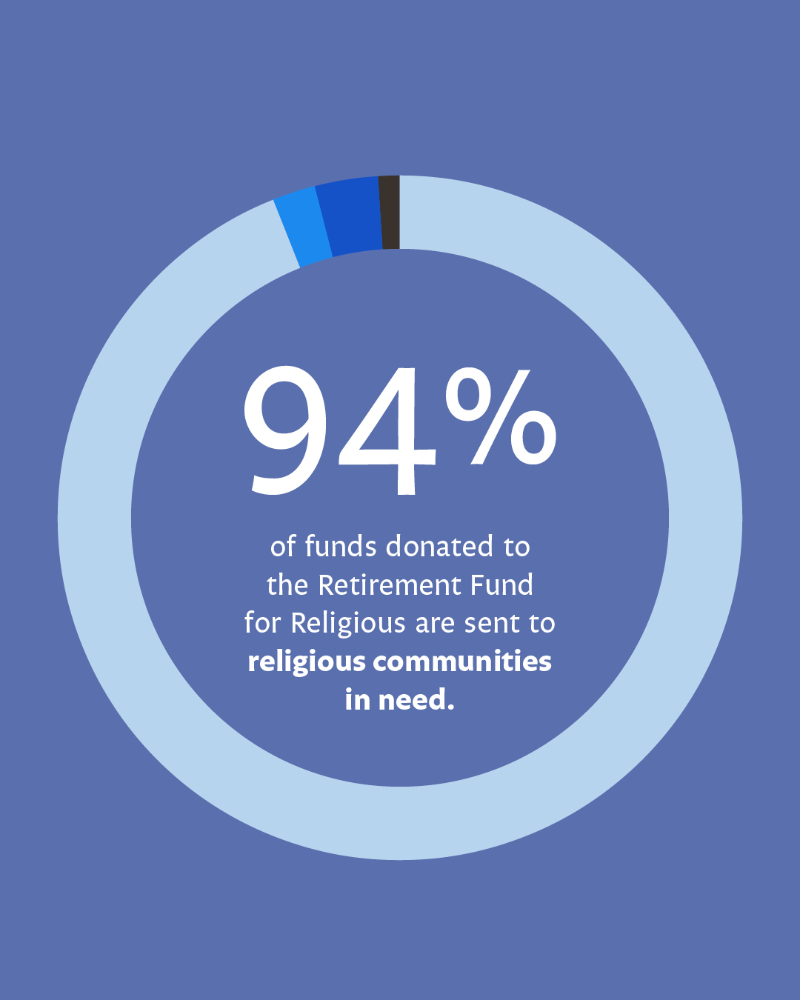 94%
of funds donated to
the Retirement Fund
for Religious are sent to
religious communities
in need.